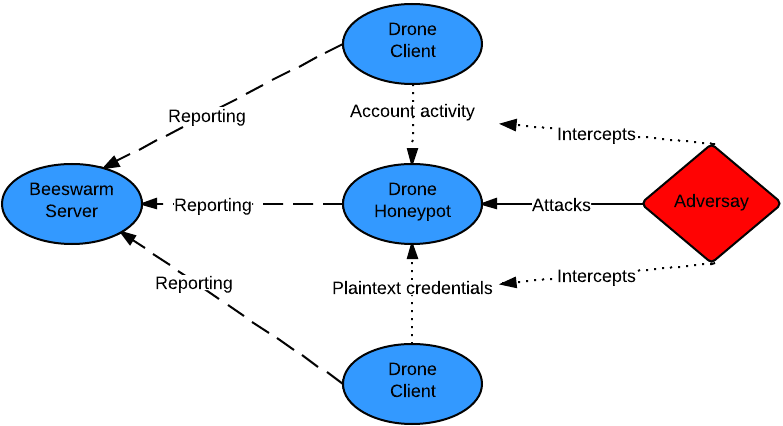 Drone
Client
Reporting
Account activity
Intercepts
Beeswarm
Server
Reporting
Drone
Honeypot
Attacks
Adversay
Reporting
Plaintext credentials
Intercepts
Drone
Client